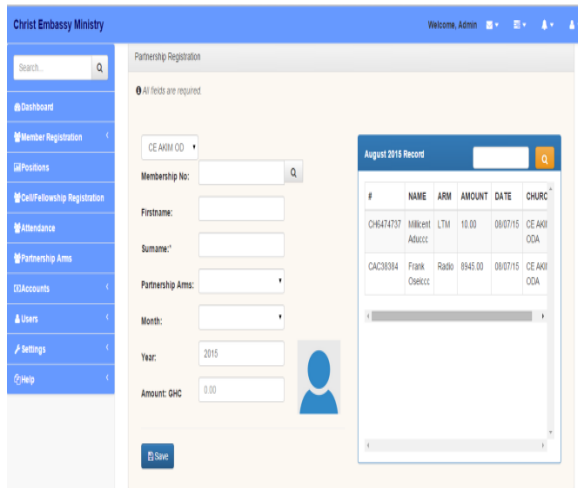 Christ Embassy Ministry
Welcome, Admin
Search...
Dashboard
Member Registration
Positions
Cell/Fellowship Registration
Attendance
Partnership Arms
Accounts
Users
Settings
Help
Partnership Registration
All fields are required
CE AKIM OD
Membership No:
Firstname:
Surname:*
Partnership Arms:
Month:
Year: 2015
Amount: GHC 0.00
Save
August 2015 Record
# NAME ARM AMOUNT DATE CHURC
CH6474737 Millicent LTM 10.00 08/07/15 CE AKI
Aduccc ODA
CAC38384 Frank Radio 8945.00 08/07/15 CE AKI
Oseiccc ODA